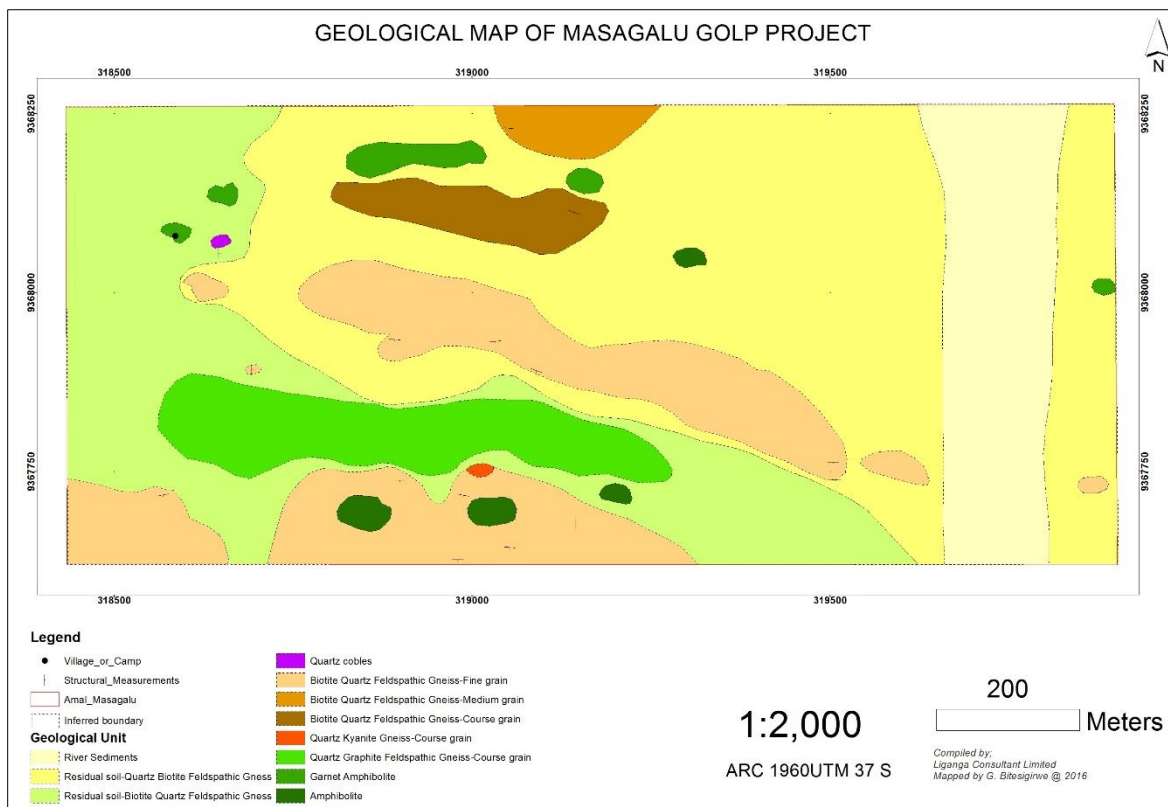 GEOLOGICAL MAP OF MASAGALU GOLP PROJECT
N
318500 319000 319500
9368250 9368250
9368000 9368000
9367750 9367750
318500 319000 319500
Legend
Village_or_Camp
Structural_Measurements
Amal_Masagalu
Inferred boundary
Geological Unit
River Sediments
Residual soil-Quartz Biotite Feldspathic Gness
Residual soil-Biotite Quartz Feldspathic Gness
Quartz cobles
Biotite Quartz Feldspathic Gneiss-Fine grain
Biotite Quartz Feldspathic Gneiss-Medium grain
Biotite Quartz Feldspathic Gneiss-Course grain
Quartz Kyanite Gneiss-Course grain
Quartz Graphite Feldspathic Gneiss-Course grain
Garnet Amphibolite
Amphibolite
1:2,000
ARC 1960UTM 37 S
200
Meters
Compiled by;
Liganga Consultant Limited
Mapped by G. Bitesigirwe @ 2016